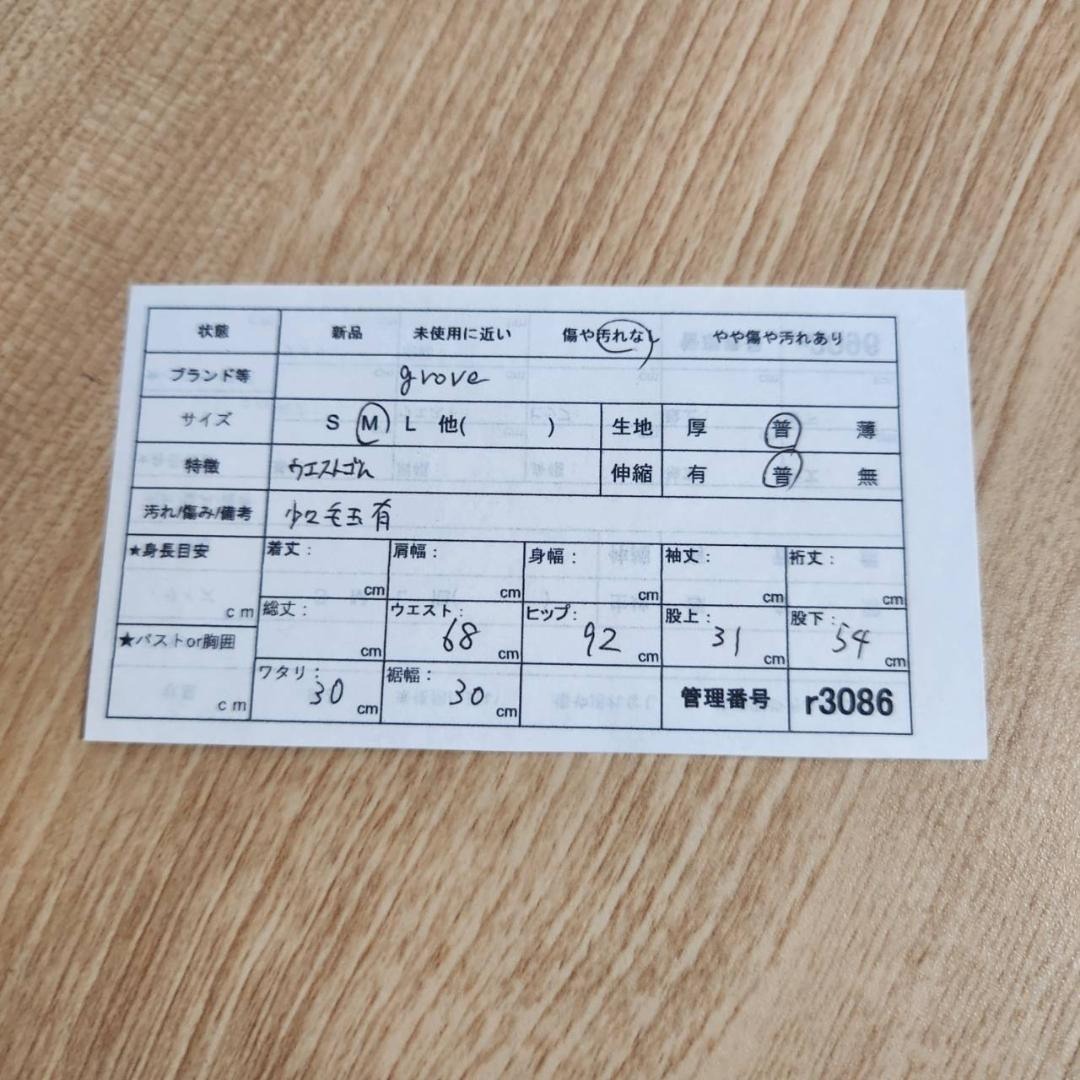 状態 新品 未使用に近い 傷や汚れなし やや傷や汚れあり
ブランド等 grove
サイズ S M L 他( ) 生地 厚 普 薄
特徴 ウエストゴム 伸縮 有 普 無
汚れ/傷み/備考 少々毛玉有
★身長目安 cm 着丈: cm 肩幅: cm 身幅: cm 袖丈: cm 裄丈: cm
総丈: cm ウエスト: 68 cm ヒップ: 92 cm 股上: 31 cm 股下: 54 cm
★バストor胸囲 cm ワタリ: 30 cm 裾幅: 30 cm 管理番号 r3086